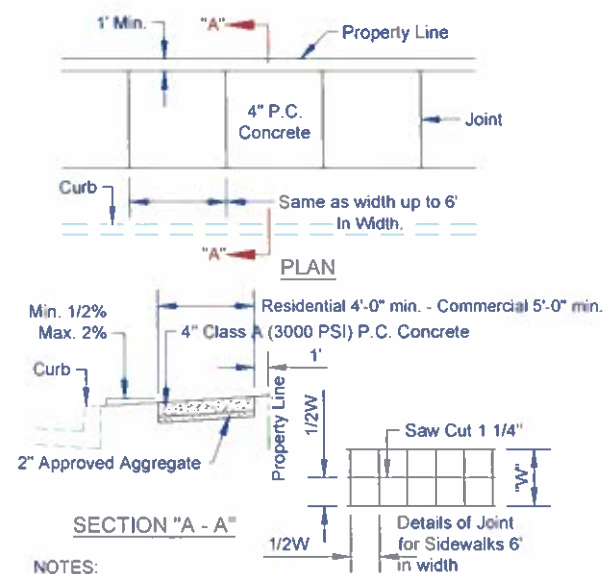 1' Min.
"A"
Property Line
4" P.C.
Concrete
Joint
Curb
Same as width up to 6'
In Width.
"A"
PLAN
Residential 4'-0" min. - Commercial 5'-0" min.
Min. 1/2%
Max. 2%
4" Class A (3000 PSI) P.C. Concrete
1'
Curb
Property Line
1/2W
Saw Cut 1 1/4"
2" Approved Aggregate
"W"
SECTION "A - A"
1/2W
Details of Joint
for Sidewalks 6'
in width
NOTES: